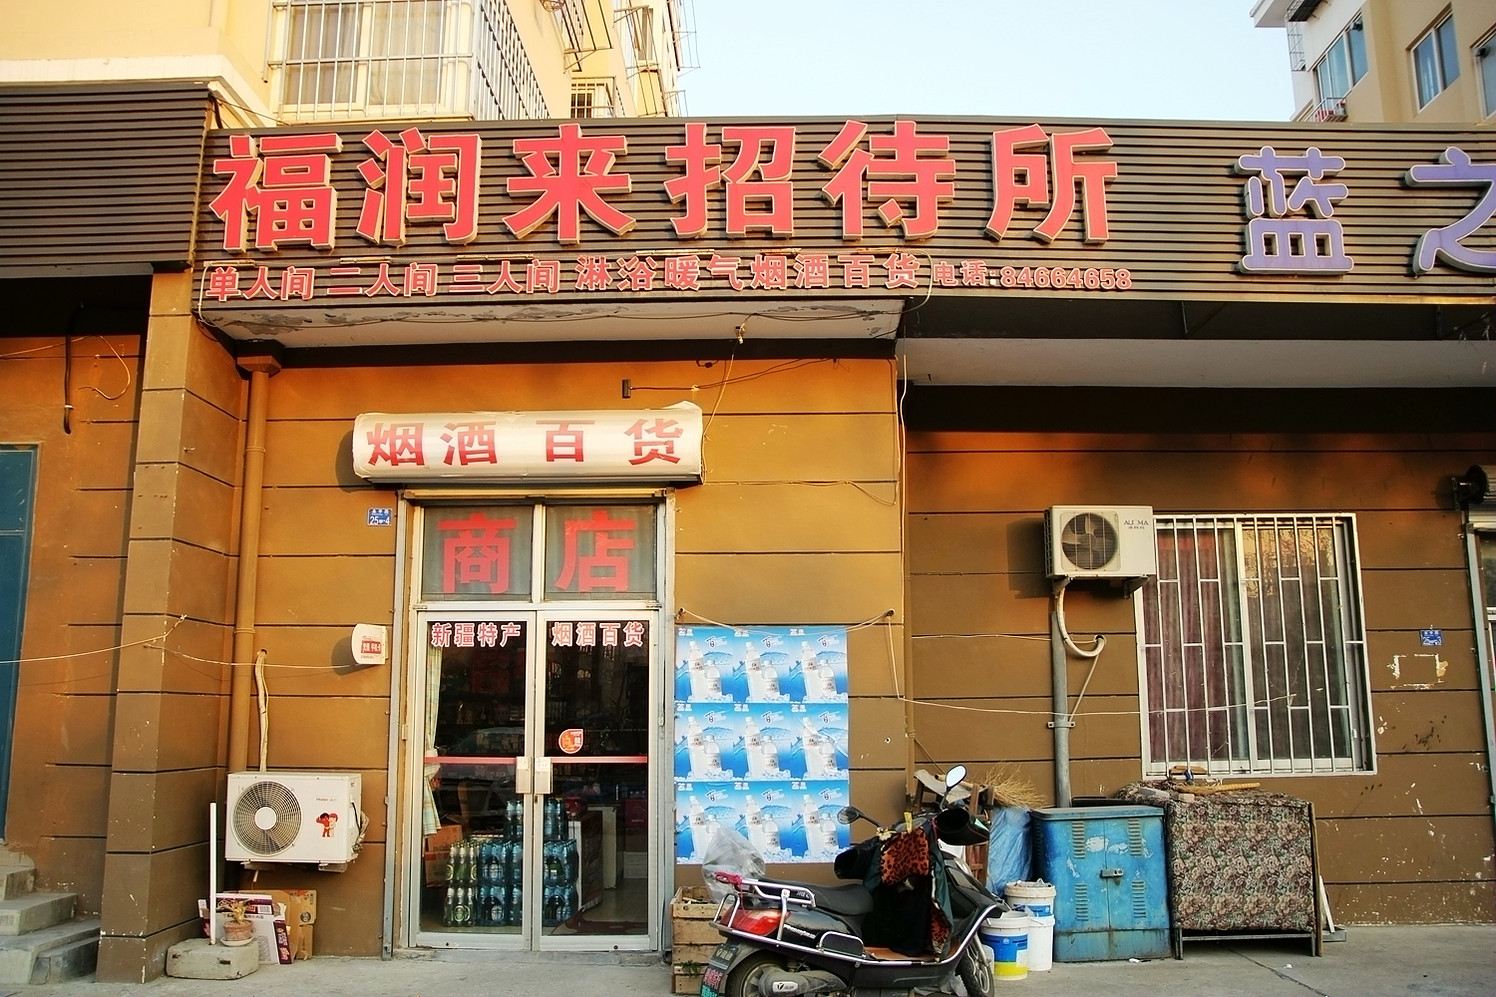 福润来招待所
蓝之
单人间 二人间 三人间 淋浴暖气烟酒百货 电话:84664658
烟酒百货
商店
新疆特产 烟酒百货
Haier